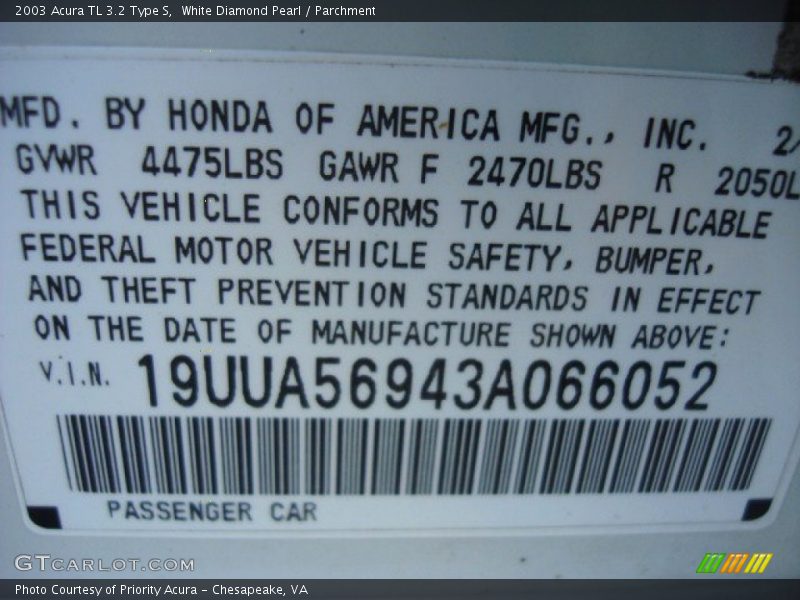 2003 Acura TL 3.2 Type S,  White Diamond Pearl / Parchment
MFD. BY HONDA OF AMERICA MFG., INC. 2/
GVWR 4475LBS GAWR F 2470LBS R 2050L
THIS VEHICLE CONFORMS TO ALL APPLICABLE
FEDERAL MOTOR VEHICLE SAFETY, BUMPER,
AND THEFT PREVENTION STANDARDS IN EFFECT
ON THE DATE OF MANUFACTURE SHOWN ABOVE:
V.I.N. 19UUA56943A066052
PASSENGER CAR
GTCARLOT.COM
Photo Courtesy of Priority Acura – Chesapeake, VA